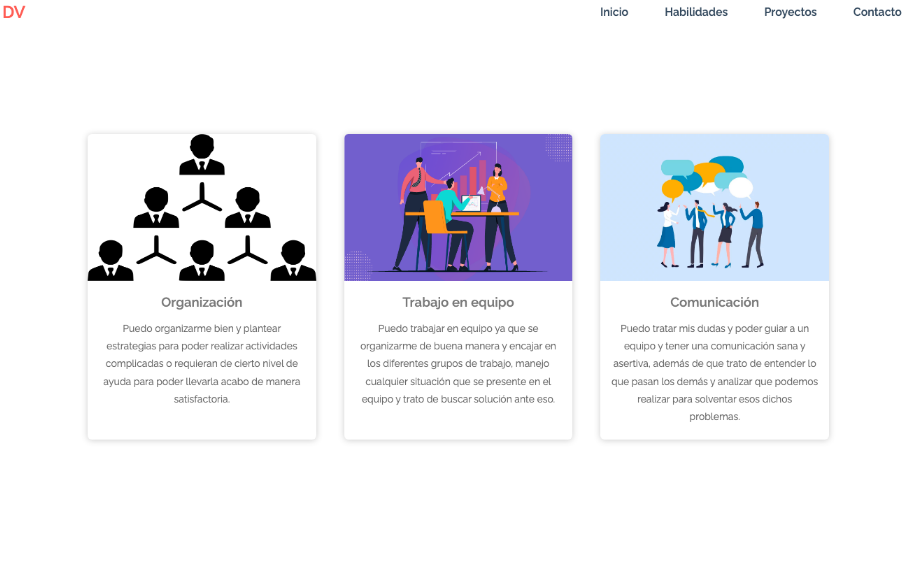 DV
Inicio
Habilidades
Proyectos
Contacto
Organización
Puedo organizarme bien y plantear
estrategias para poder realizar actividades
complicadas o requieran de cierto nivel de
ayuda para poder llevarla acabo de manera
satisfactoria.
Trabajo en equipo
Puedo trabajar en equipo ya que se
organizarme de buena manera y encajar en
los diferentes grupos de trabajo, manejo
cualquier situación que se presente en el
equipo y trato de buscar solución ante eso.
Comunicación
Puedo tratar mis dudas y poder guiar a un
equipo y tener una comunicación sana y
asertiva, además de que trato de entender lo
que pasan los demás y analizar que podemos
realizar para solventar esos dichos
problemas.